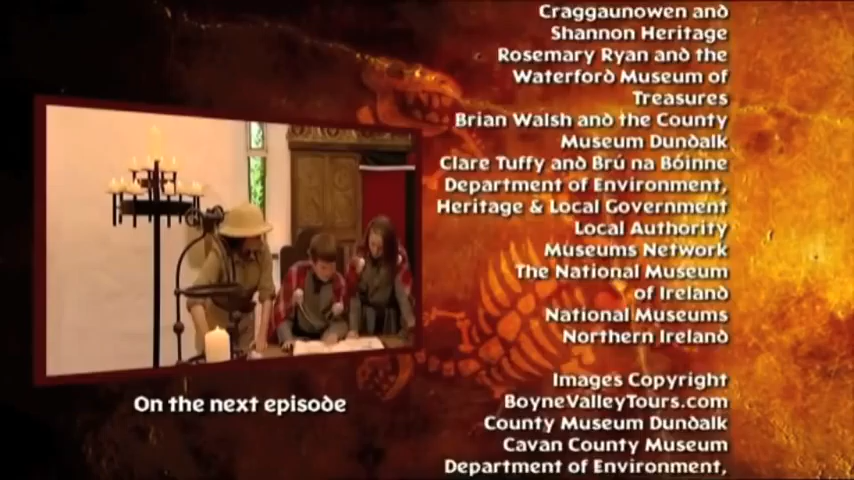 Craggaunowen and
Shannon Heritage
Rosemary Ryan and the
Waterford Museum of
Treasures
Brian Walsh and the County
Museum Dundalk
Clare Tuffy and Brú na Bóinne
Department of Environment,
Heritage & Local Government
Local Authority
Museums Network
The National Museum
of Ireland
National Museums
Northern Ireland
Images Copyright
BoyneValleyTours.com
County Museum Dundalk
Cavan County Museum
Department of Environment,
On the next episode